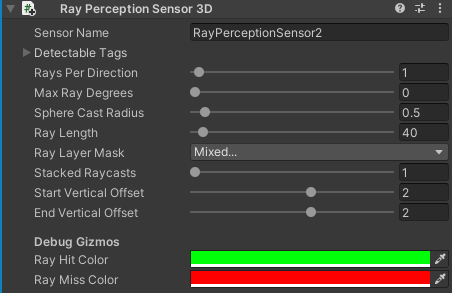 Ray Perception Sensor 3D
Sensor Name RayPerceptionSensor2
Detectable Tags
Rays Per Direction 1
Max Ray Degrees 0
Sphere Cast Radius 0.5
Ray Length 40
Ray Layer Mask Mixed...
Stacked Raycasts 1
Start Vertical Offset 2
End Vertical Offset 2
Debug Gizmos
Ray Hit Color
Ray Miss Color